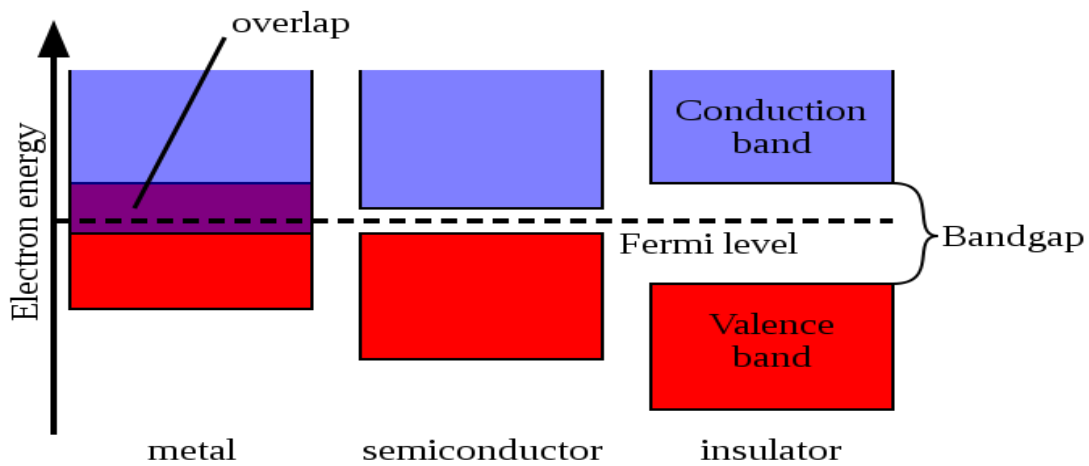 overlap
Electron energy
Conduction
band
Fermi level
Bandgap
Valence
band
metal
semiconductor
insulator